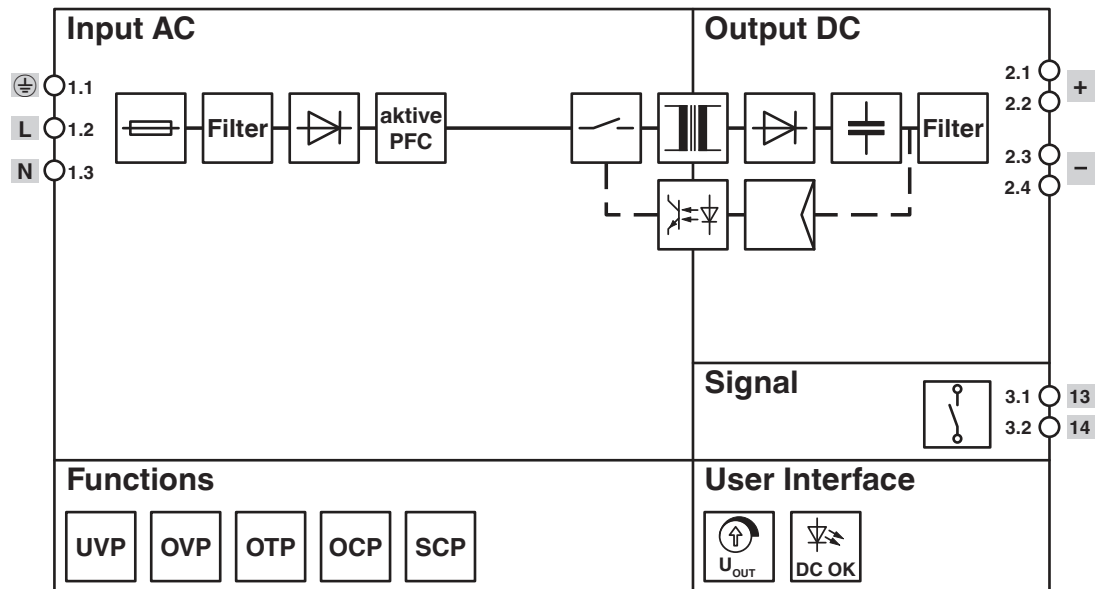 Input AC
Output DC
1.1
L
1.2
N
1.3
Filter
aktive
PFC
Filter
2.1
2.2
+
2.3
2.4
−
Signal
3.1
13
3.2
14
Functions
UVP
OVP
OTP
OCP
SCP
User Interface
UOUT
DC OK